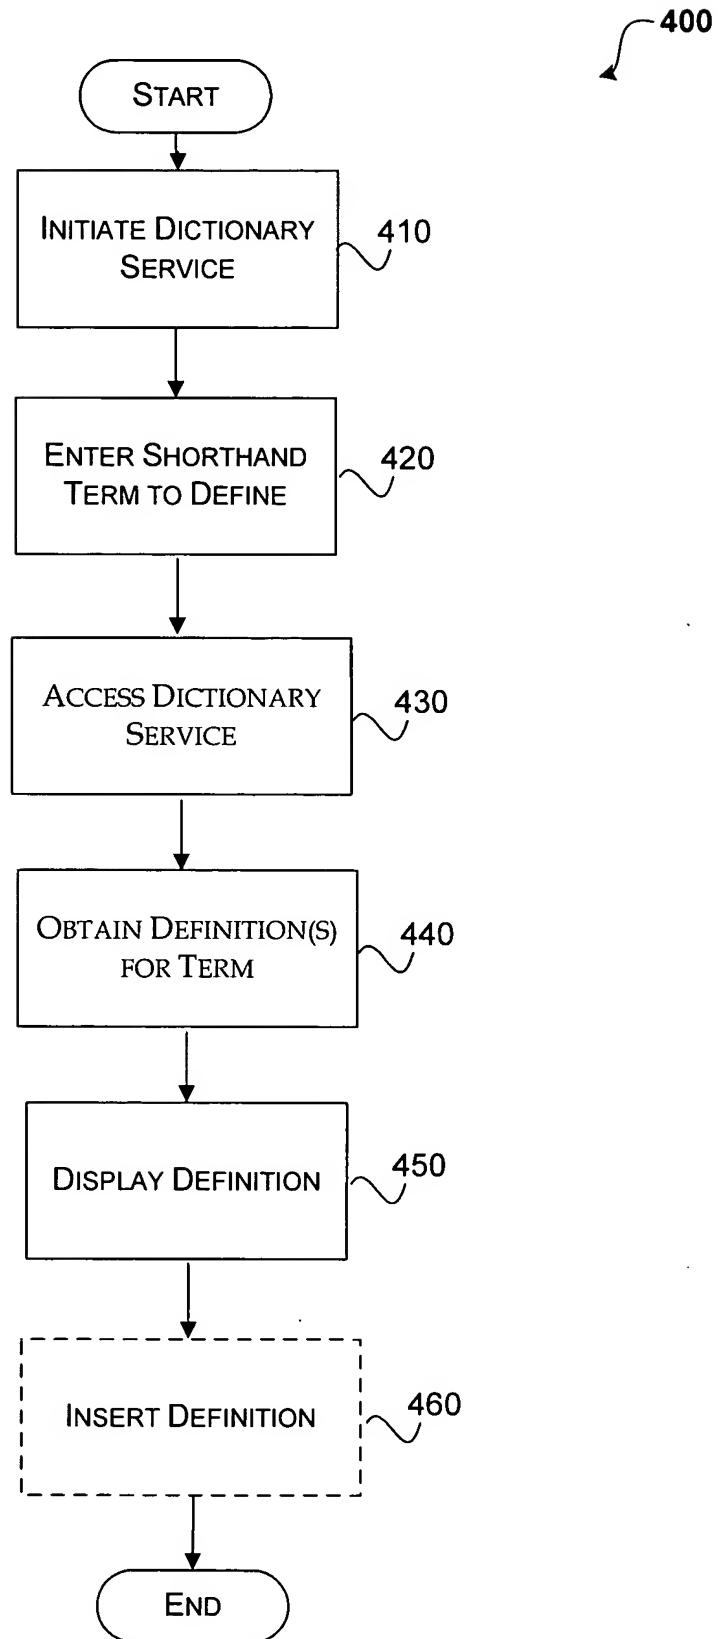 400
START
INITIATE DICTIONARY
SERVICE
410
ENTER SHORTHAND
TERM TO DEFINE
420
ACCESS DICTIONARY
SERVICE
430
OBTAIN DEFINITION(S)
FOR TERM
440
DISPLAY DEFINITION
450
INSERT DEFINITION
460
END